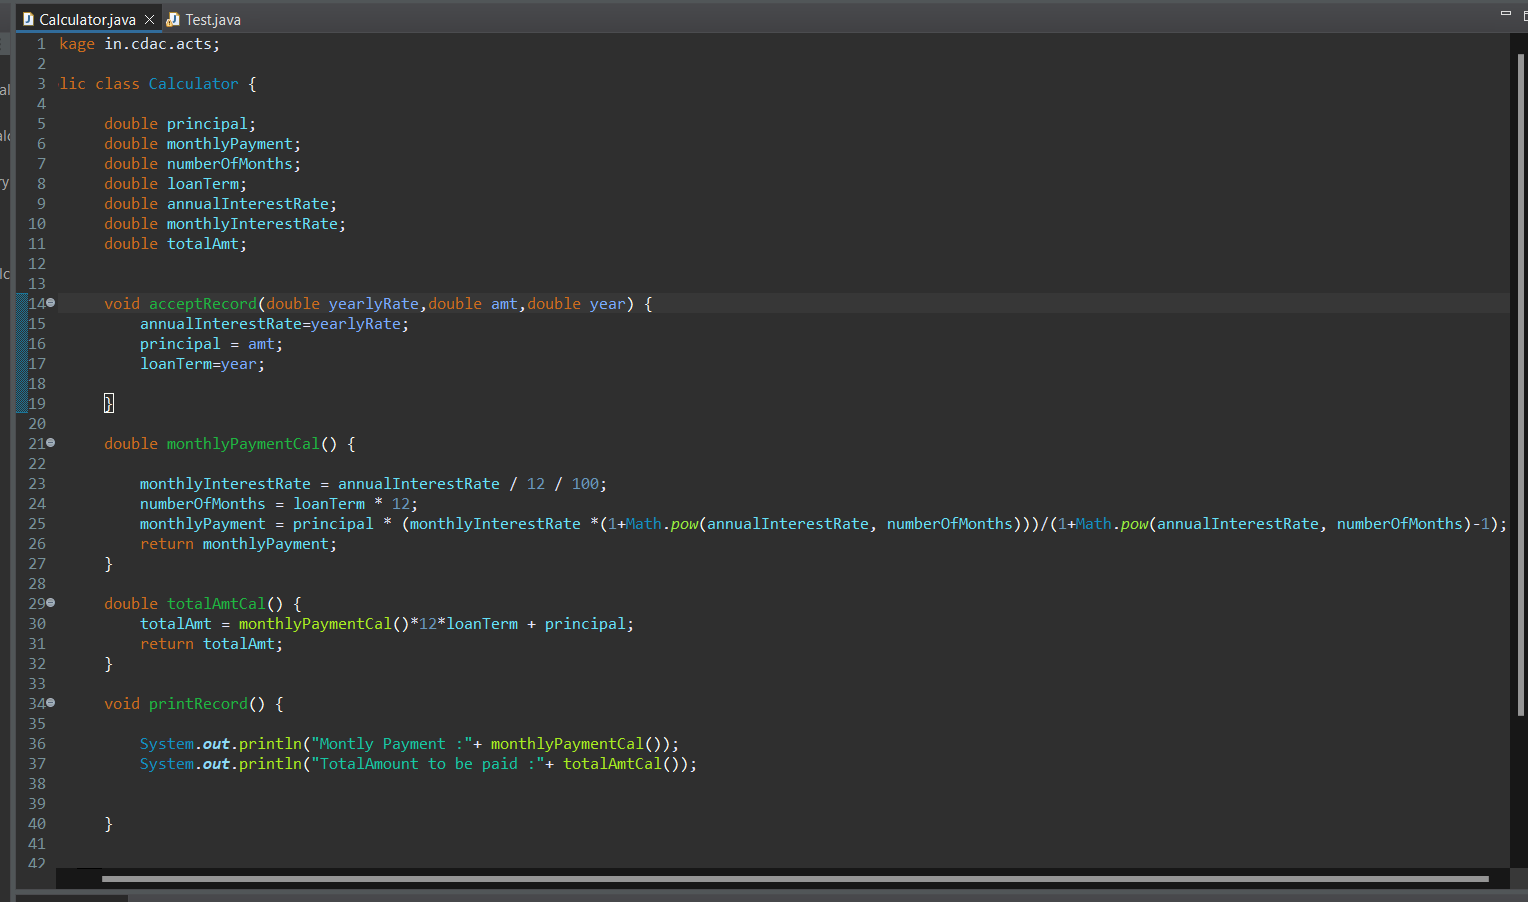 Calculator.java Test.java
1 kage in.cdac.acts;
2
3 lic class Calculator {
4
5 double principal;
6 double monthlyPayment;
7 double numberOfMonths;
8 double loanTerm;
9 double annualInterestRate;
10 double monthlyInterestRate;
11 double totalAmt;
12
13
14 void acceptRecord(double yearlyRate,double amt,double year) {
15 annualInterestRate=yearlyRate;
16 principal = amt;
17 loanTerm=year;
18
19 }
20
21 double monthlyPaymentCal() {
22
23 monthlyInterestRate = annualInterestRate / 12 / 100;
24 numberOfMonths = loanTerm * 12;
25 monthlyPayment = principal * (monthlyInterestRate *(1+Math.pow(annualInterestRate, numberOfMonths)))/(1+Math.pow(annualInterestRate, numberOfMonths)-1);
26 return monthlyPayment;
27 }
28
29 double totalAmtCal() {
30 totalAmt = monthlyPaymentCal()*12*loanTerm + principal;
31 return totalAmt;
32 }
33
34 void printRecord() {
35
36 System.out.println("Montly Payment :"+ monthlyPaymentCal());
37 System.out.println("TotalAmount to be paid :"+ totalAmtCal());
38
39
40 }
41
42